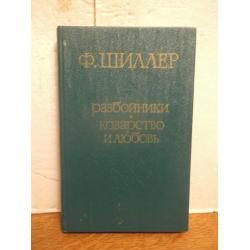 Ф. ШИЛЛЕР
разбойники
коварство
и любовь